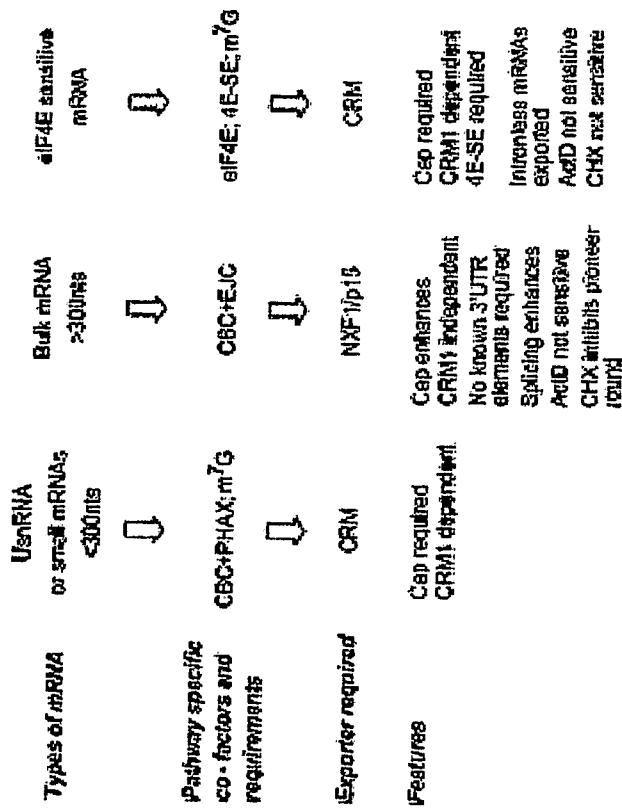 Types of mRNA
UsnRNA
or small mRNAs
<300nts
Bulk mRNA
>300nts
eIF4E sensitive
mRNA
Pathway specific
co-factors and
requirements
CBC+PHAX; m⁷G
CBC+EJC
eIF4E; 4E-SE; m⁷G
Exporter required
CRM
NXF1/p15
CRM
Features
Cap required
CRM1 dependent
Cap enhances
CRM1 independent
No known 3'UTR
elements required
Splicing enhances
ActD not sensitive
CHX inhibits pioneer
round
Cap required
CRM1 dependent
4E-SE required
Intronless mRNAs
exported
ActD not sensitive
CHX not sensitive